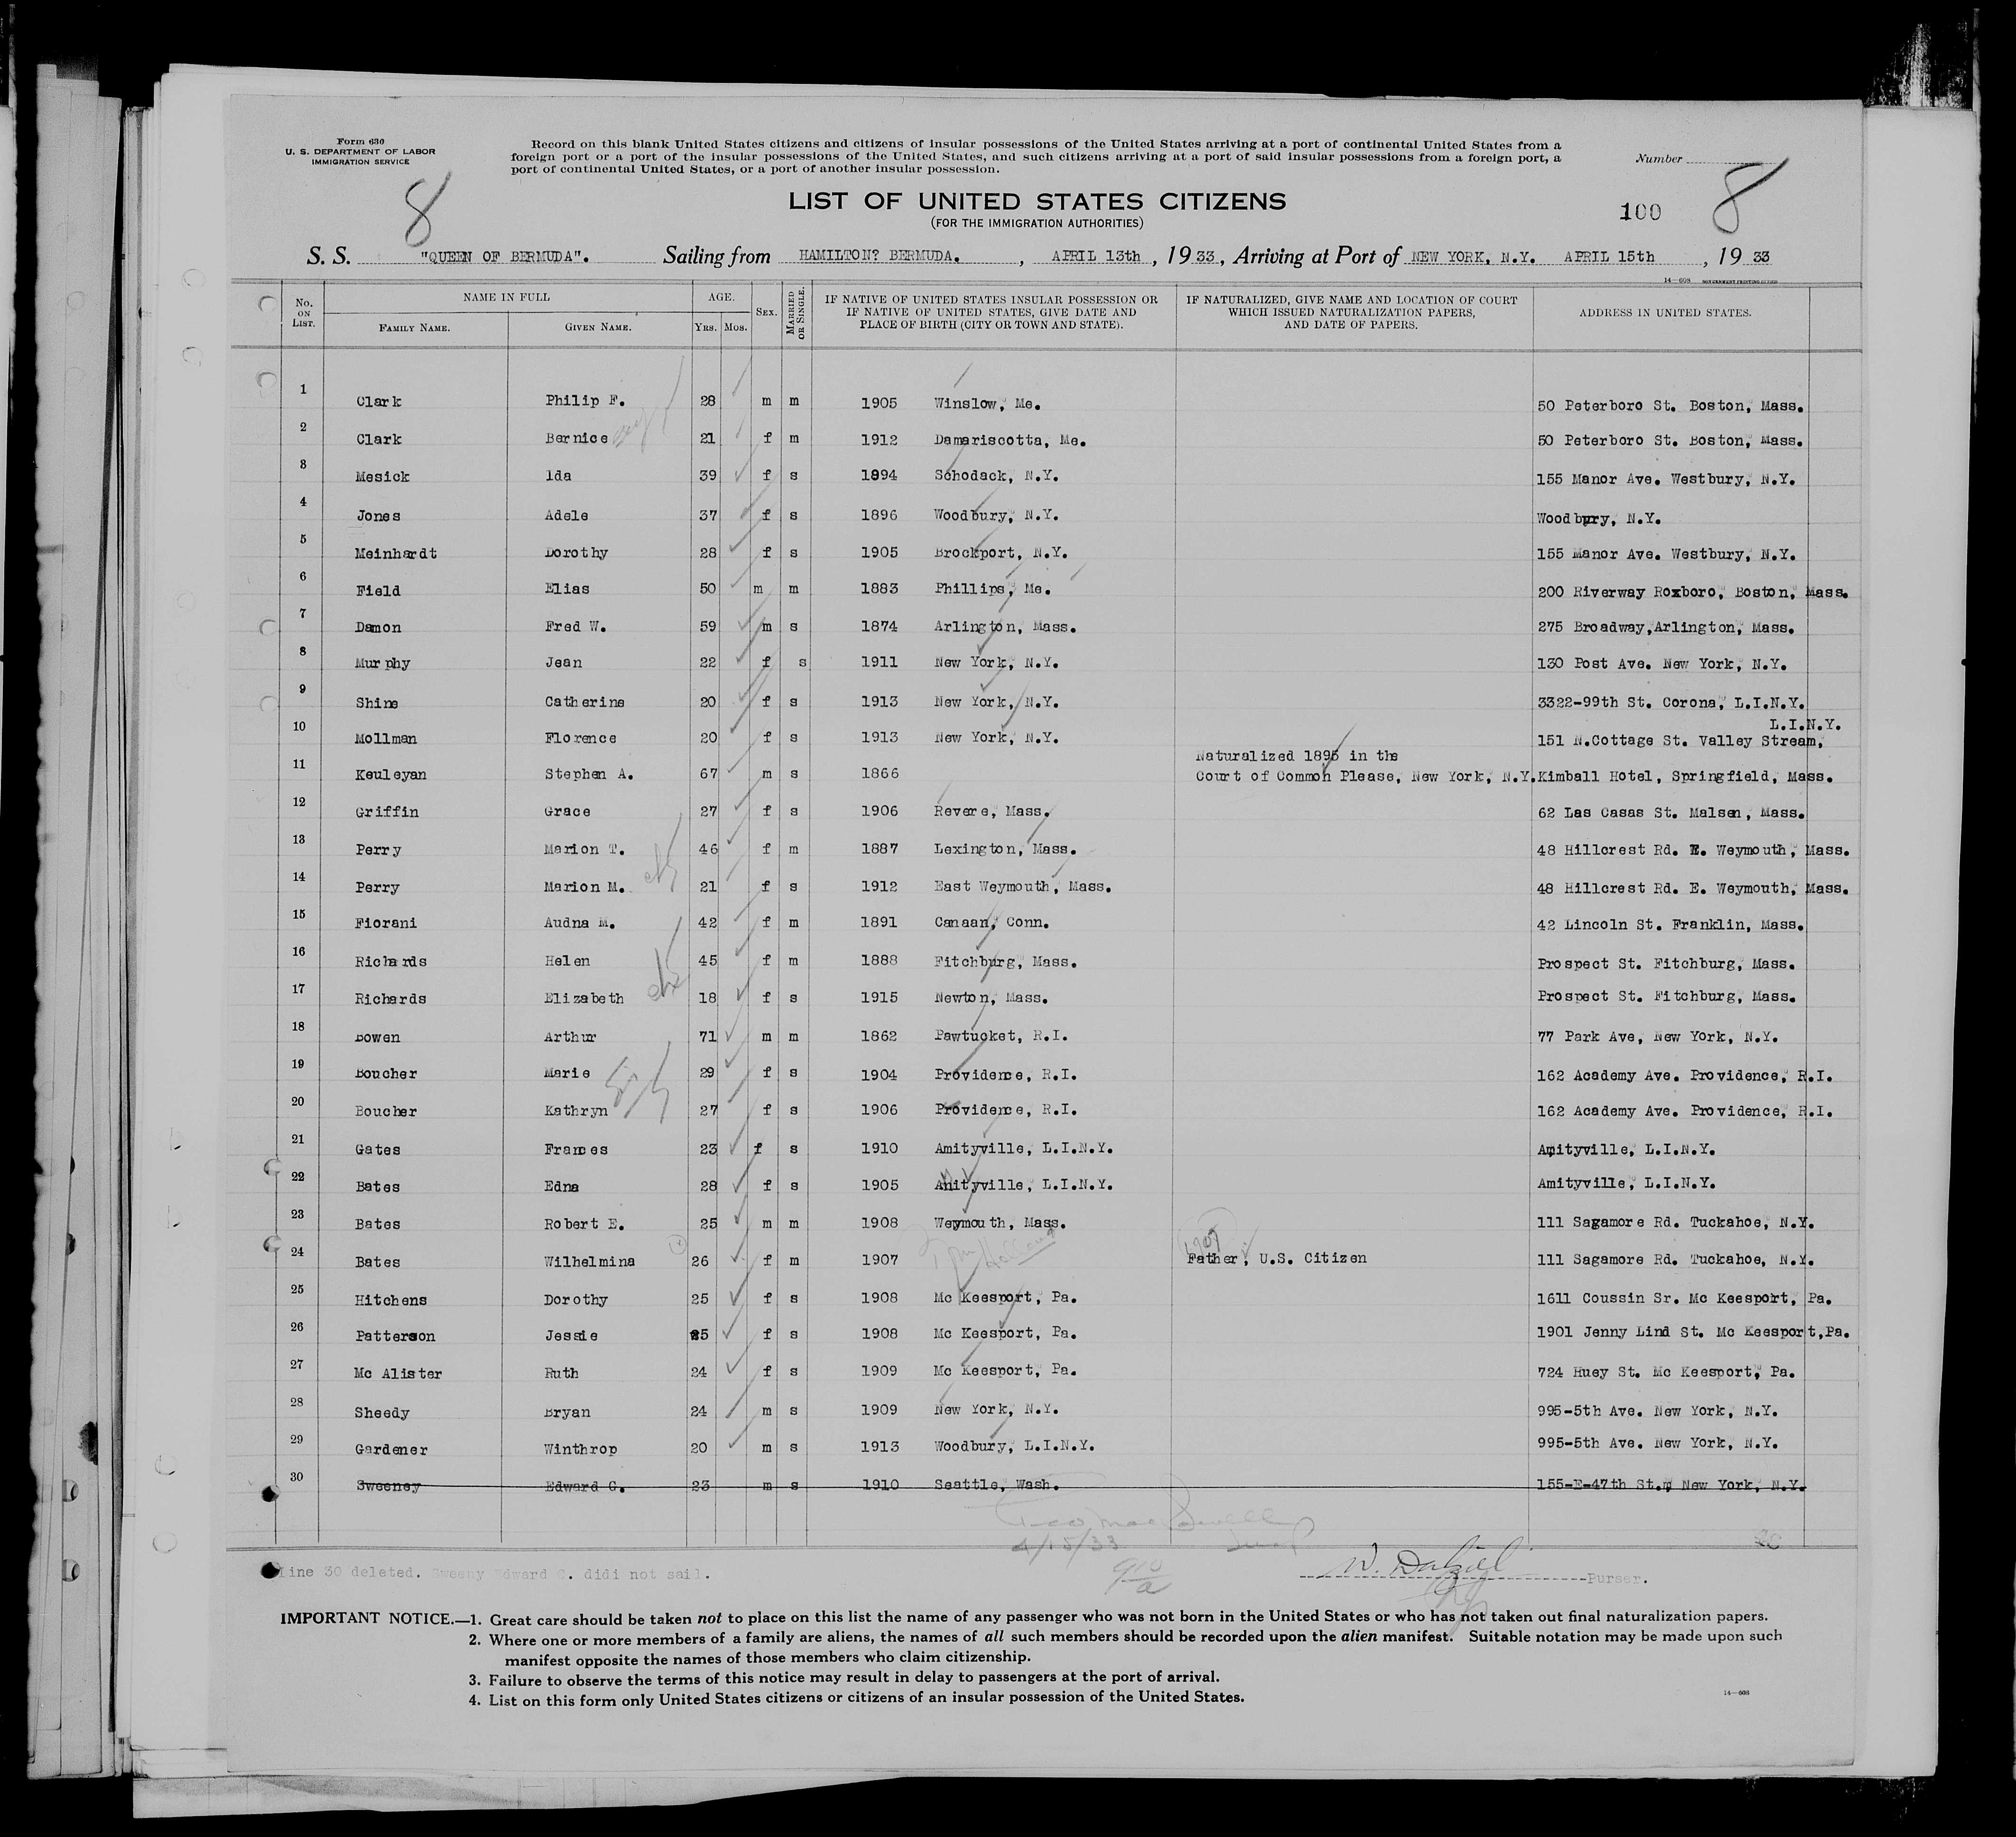 Form 630
U. S. DEPARTMENT OF LABOR
IMMIGRATION SERVICE
Record on this blank United States citizens and citizens of insular possessions of the United States arriving at a port of continental United States from a
foreign port or a port of the insular possessions of the United States, and such citizens arriving at a port of said insular possessions from a foreign port, a
port of continental United States, or a port of another insular possession.
Number
8
8
LIST OF UNITED STATES CITIZENS
(FOR THE IMMIGRATION AUTHORITIES)
100
S. S. "QUEEN OF BERMUDA". Sailing from HAMILTON? BERMUDA. , APRIL 13th , 19 33 , Arriving at Port of NEW YORK, N.Y. APRIL 15th , 19 33
14—608 GOVERNMENT PRINTING OFFICE
No. ON LIST. NAME IN FULL FAMILY NAME. GIVEN NAME. AGE. YRS. MOS. SEX. MARRIED OR SINGLE. IF NATIVE OF UNITED STATES INSULAR POSSESSION OR IF NATIVE OF UNITED STATES, GIVE DATE AND PLACE OF BIRTH (CITY OR TOWN AND STATE). IF NATURALIZED, GIVE NAME AND LOCATION OF COURT WHICH ISSUED NATURALIZATION PAPERS, AND DATE OF PAPERS. ADDRESS IN UNITED STATES.
1 Clark Philip F. 28 m m 1905 Winslow, Me. 50 Peterboro St. Boston, Mass.
2 Clark Bernice 21 f m 1912 Damariscotta, Me. 50 Peterboro St. Boston, Mass.
3 Mesick Ida 39 f s 1894 Schodack, N.Y. 155 Manor Ave. Westbury, N.Y.
4 Jones Adele 37 f s 1896 Woodbury, N.Y. Woodbury, N.Y.
5 Meinhardt Dorothy 28 f s 1905 Brockport, N.Y. 155 Manor Ave. Westbury, N.Y.
6 Field Elias 50 m m 1883 Phillips, Me. 200 Riverway Roxboro, Boston, Mass.
7 Damon Fred W. 59 m s 1874 Arlington, Mass. 275 Broadway,Arlington, Mass.
8 Murphy Jean 22 f s 1911 New York, N.Y. 130 Post Ave. New York, N.Y.
9 Shine Catherine 20 f s 1913 New York, N.Y. 3322-99th St. Corona, L.I.N.Y.
L.I.N.Y.
10 Mollman Florence 20 f s 1913 New York, N.Y. 151 N.Cottage St. Valley Stream,
Naturalized 1895 in the
11 Keuleyan Stephen A. 67 m s 1866 Court of Common Please, New York, N.Y. Kimball Hotel, Springfield, Mass.
12 Griffin Grace 27 f s 1906 Revere, Mass. 62 Las Casas St. Malsen, Mass.
13 Perry Marion T. 46 f m 1887 Lexington, Mass. 48 Hillcrest Rd. E. Weymouth, Mass.
14 Perry Marion M. 21 f s 1912 East Weymouth, Mass. 48 Hillcrest Rd. E. Weymouth, Mass.
15 Fiorani Audna M. 42 f m 1891 Canaan, Conn. 42 Lincoln St. Franklin, Mass.
16 Richards Helen 45 f m 1888 Fitchburg, Mass. Prospect St. Fitchburg, Mass.
17 Richards Elizabeth 18 f s 1915 Newton, Mass. Prospect St. Fitchburg, Mass.
18 Bowen Arthur 71 m m 1862 Pawtucket, R.I. 77 Park Ave, New York, N.Y.
19 Boucher Marie 29 f s 1904 Providence, R.I. 162 Academy Ave. Providence, R.I.
20 Boucher Kathryn 27 f s 1906 Providence, R.I. 162 Academy Ave. Providence, R.I.
21 Gates Frances 23 f s 1910 Amityville, L.I.N.Y. Amityville, L.I.N.Y.
22 Bates Edna 28 f s 1905 Amityville, L.I.N.Y. Amityville, L.I.N.Y.
23 Bates Robert E. 25 m m 1908 Weymouth, Mass. 111 Sagamore Rd. Tuckahoe, N.Y.
24 Bates Wilhelmina 26 f m 1907 Holland 1907 Father, U.S. Citizen 111 Sagamore Rd. Tuckahoe, N.Y.
25 Hitchens Dorothy 25 f s 1908 Mc Keesport, Pa. 1611 Coussin Sr. Mc Keesport, Pa.
26 Patterson Jessie 25 f s 1908 Mc Keesport, Pa. 1901 Jenny Lind St. Mc Keesport,Pa.
27 Mc Alister Ruth 24 f s 1909 Mc Keesport, Pa. 724 Huey St. Mc Keesport, Pa.
28 Sheedy Bryan 24 m s 1909 New York, N.Y. 995-5th Ave. New York, N.Y.
29 Gardener Winthrop 20 m s 1913 Woodbury, L.I.N.Y. 995-5th Ave. New York, N.Y.
30 Sweeney Edward G. 23 m s 1910 Seattle, Wash. 155-E-47th St. New York, N.Y.
4/15/33
Line 30 deleted. Sweeny Edward G. didi not sail.
W. Dalziel Purser.
IMPORTANT NOTICE.—1. Great care should be taken not to place on this list the name of any passenger who was not born in the United States or who has not taken out final naturalization papers.
2. Where one or more members of a family are aliens, the names of all such members should be recorded upon the alien manifest. Suitable notation may be made upon such
manifest opposite the names of those members who claim citizenship.
3. Failure to observe the terms of this notice may result in delay to passengers at the port of arrival.
4. List on this form only United States citizens or citizens of an insular possession of the United States.
14—608